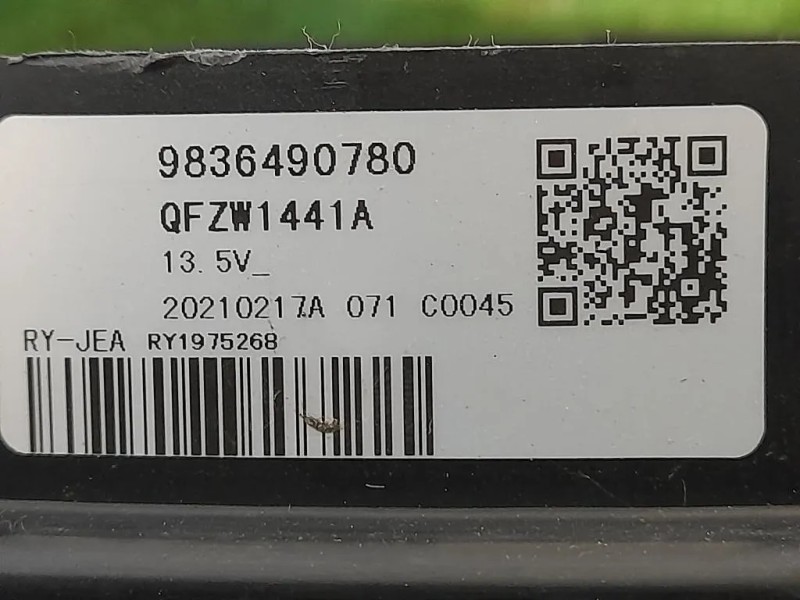 9836490780
QFZW1441A
13.5V_
20210217A 071 C0045
RY-JEA RY1975268